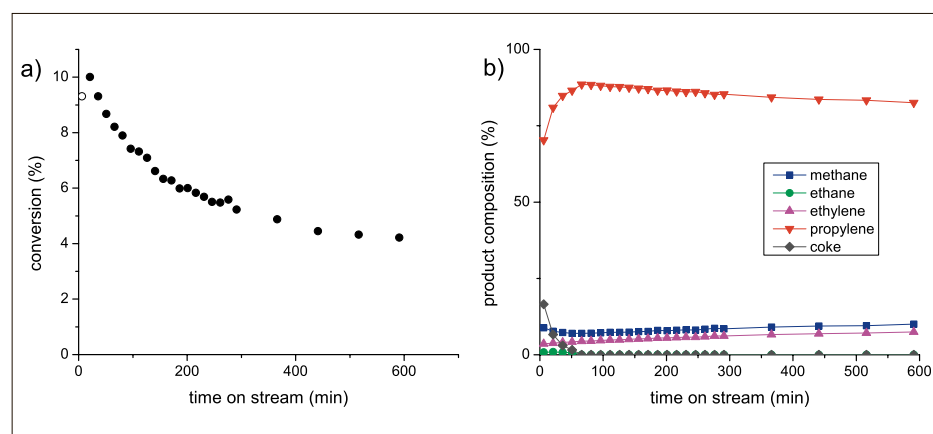 a)
conversion (%)
10
8
6
4
2
0
0
200
400
600
time on stream (min)
b)
product composition (%)
100
50
0
methane
ethane
ethylene
propylene
coke
0
100
200
300
400
500
600
time on stream (min)